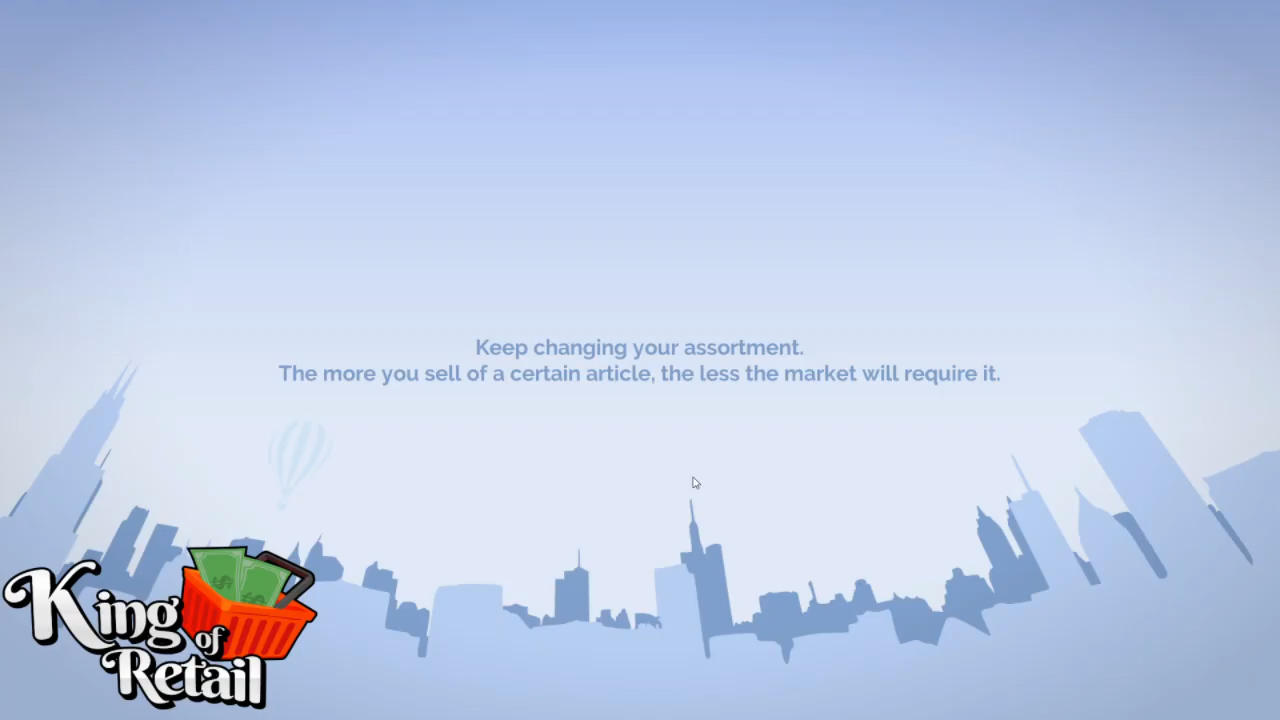 Keep changing your assortment.
The more you sell of a certain article, the less the market will require it.
King
of
Retail